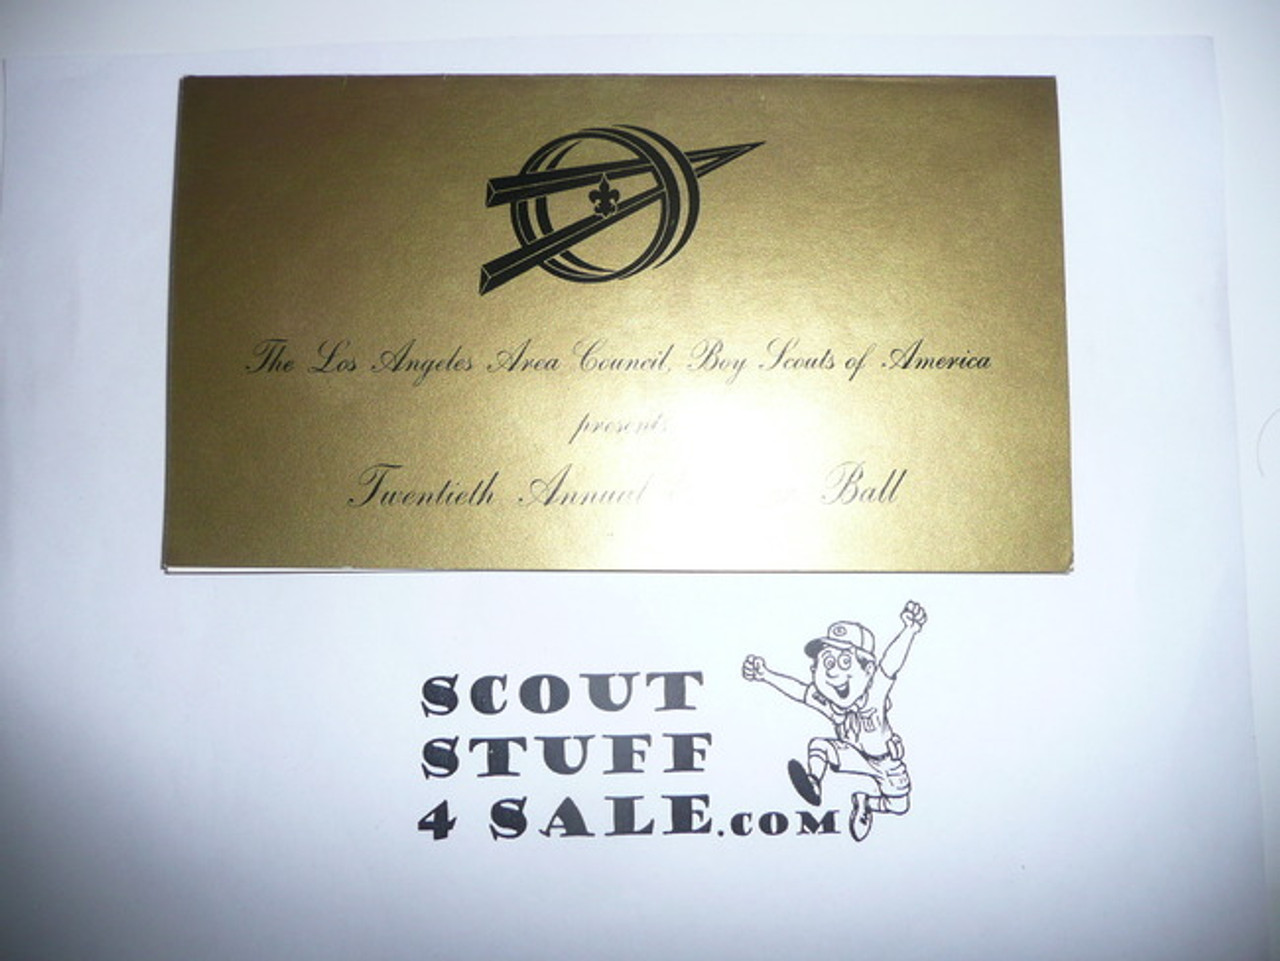 The Los Angeles Area Council, Boy Scouts of America
presents
Twentieth Annual Ball
SCOUT
STUFF
4 SALE.COM